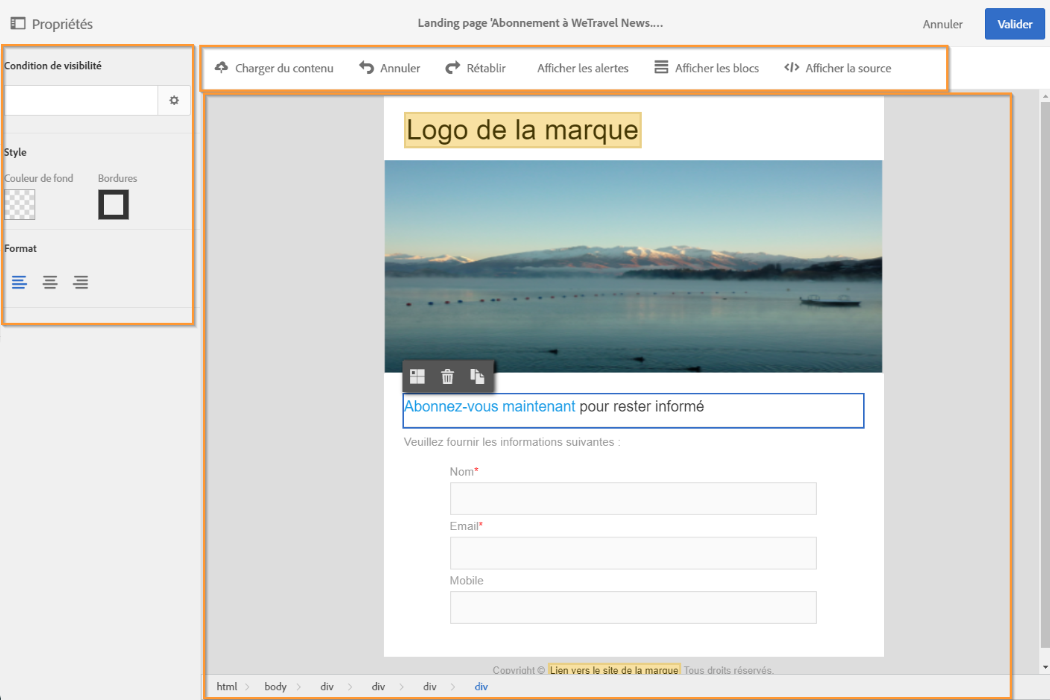 Propriétés
Landing page 'Abonnement à WeTravel News....
Annuler
Valider
Condition de visibilité
Style
Couleur de fond
Bordures
Format
Charger du contenu
Annuler
Rétablir
Afficher les alertes
Afficher les blocs
Afficher la source
Logo de la marque
Abonnez-vous maintenant pour rester informé
Veuillez fournir les informations suivantes :
Nom*
Email*
Mobile
Copyright © Lien vers le site de la marque Tous droits réservés.
html
body
div
div
div
div